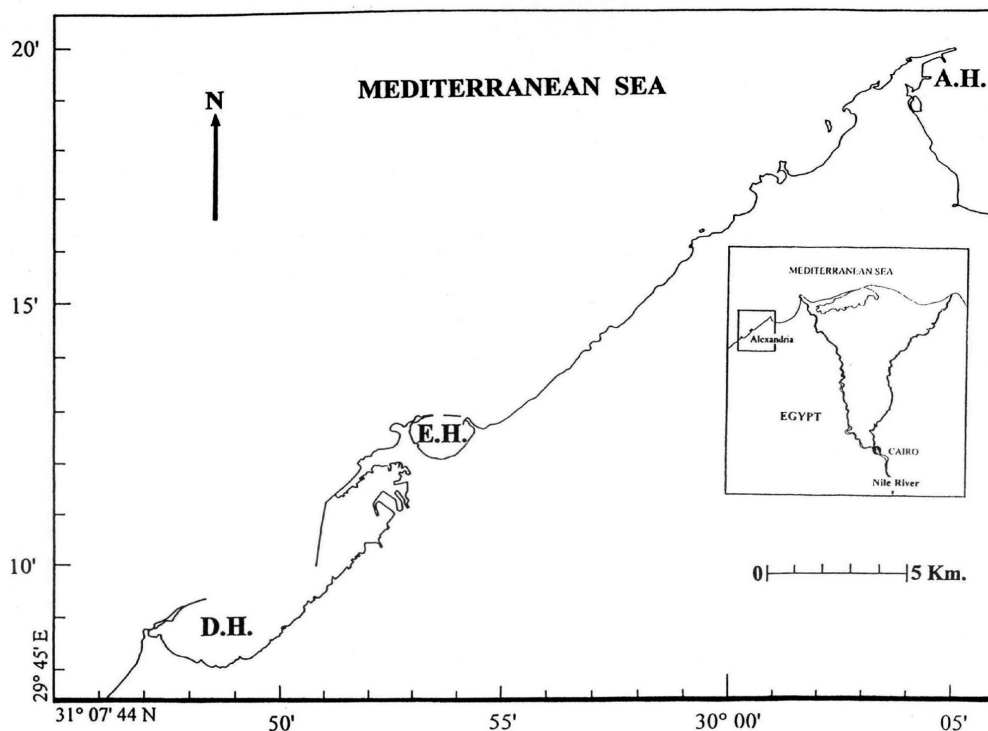 20'
MEDITERRANEAN SEA
A.H.
N
MEDITERRANEAN SEA
Alexandria
EGYPT
CAIRO
Nile River
15'
E.H.
10'
0 5 Km.
D.H.
29° 45' E
31° 07' 44 N
50'
55'
30° 00'
05'